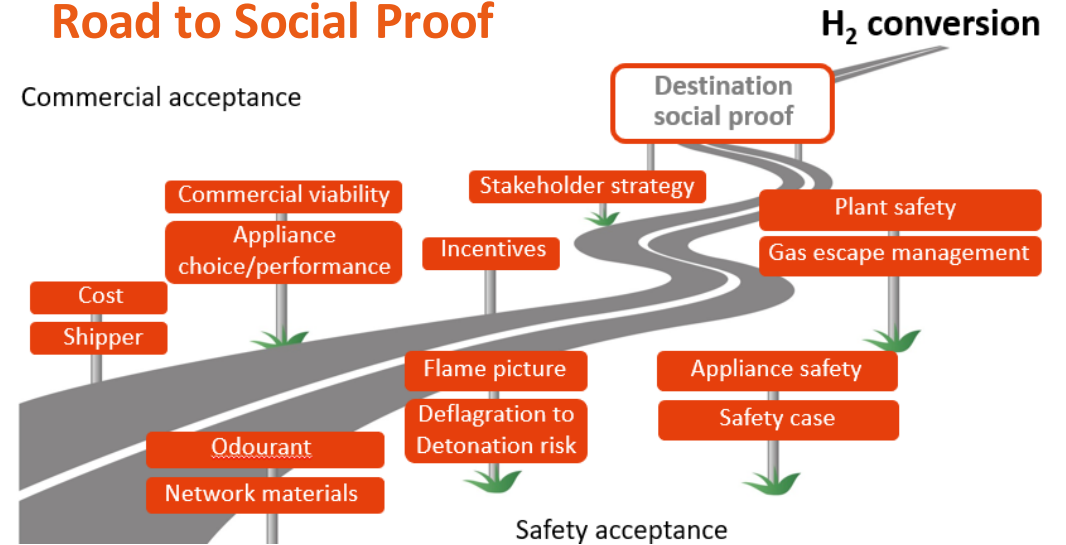 Road to Social Proof
H₂ conversion
Commercial acceptance
Destination
social proof
Commercial viability
Appliance
choice/performance
Stakeholder strategy
Incentives
Plant safety
Gas escape management
Cost
Shipper
Flame picture
Deflagration to
Detonation risk
Appliance safety
Safety case
Odourant
Network materials
Safety acceptance